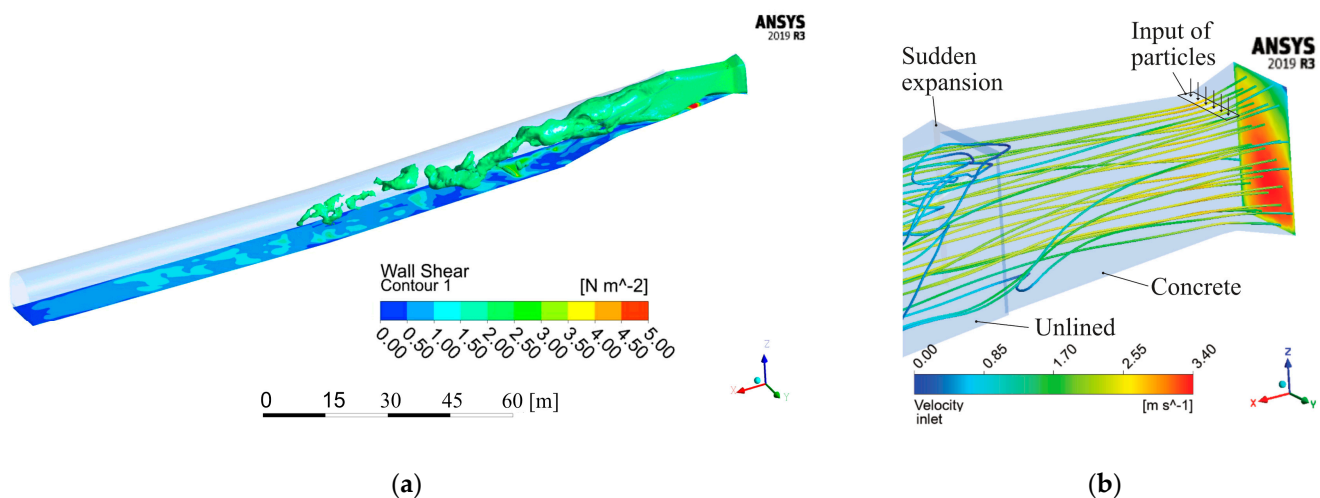 ANSYS
2019 R3
Wall Shear
Contour 1
[N m^-2]
0.00
0.50
1.00
1.50
2.00
2.50
3.00
3.50
4.00
4.50
5.00
0 15 30 45 60 [m]
X
Y
Z
(a)
ANSYS
2019 R3
Input of
particles
Sudden
expansion
Concrete
Unlined
0.00
0.85
1.70
2.55
3.40
Velocity
inlet
[m s^-1]
X
Y
Z
(b)